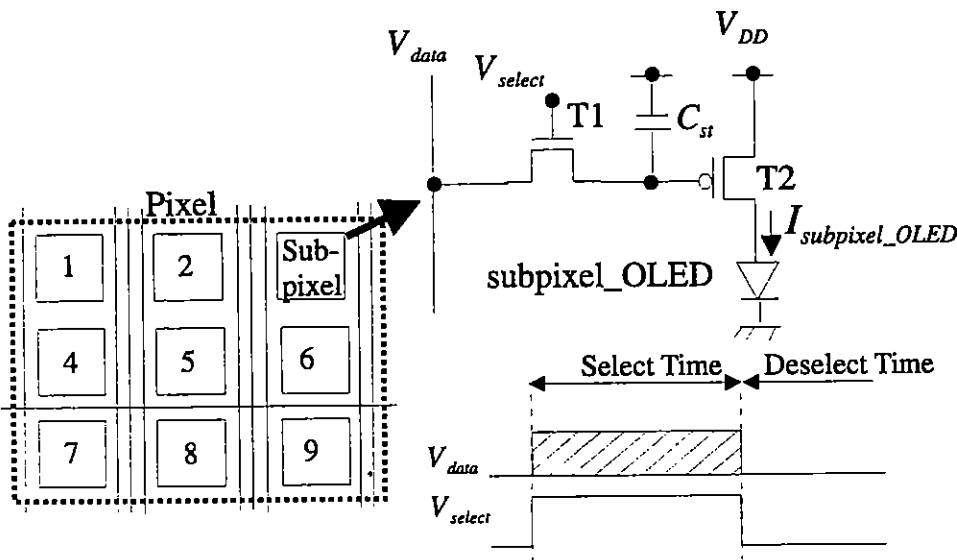 V_DD
V_data
V_select
T1
C_st
T2
Pixel
I_subpixel_OLED
1
2
Sub-
pixel
subpixel_OLED
4
5
6
Select Time
Deselect Time
7
8
9
V_data
V_select